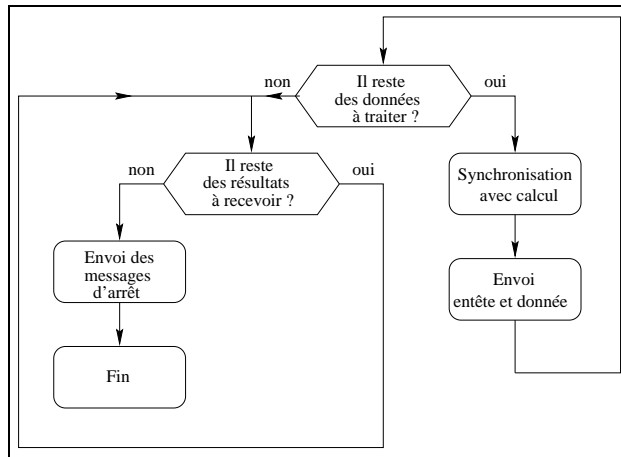 Il reste
des données
à traiter ?
non
oui
Il reste
des résultats
à recevoir ?
non
oui
Synchronisation
avec calcul
Envoi des
messages
d'arrêt
Envoi
entête et donnée
Fin